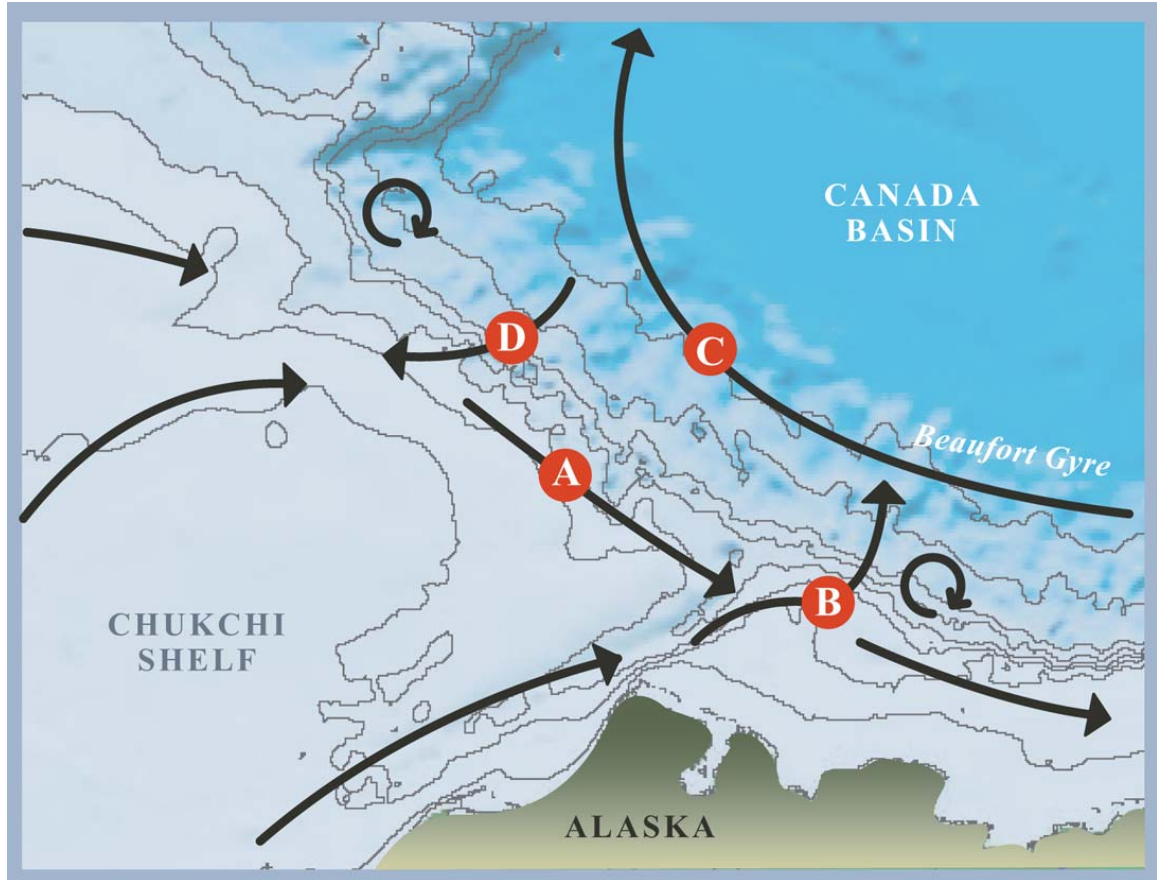 CANADA
BASIN
D
C
Beaufort Gyre
A
B
CHUKCHI
SHELF
ALASKA